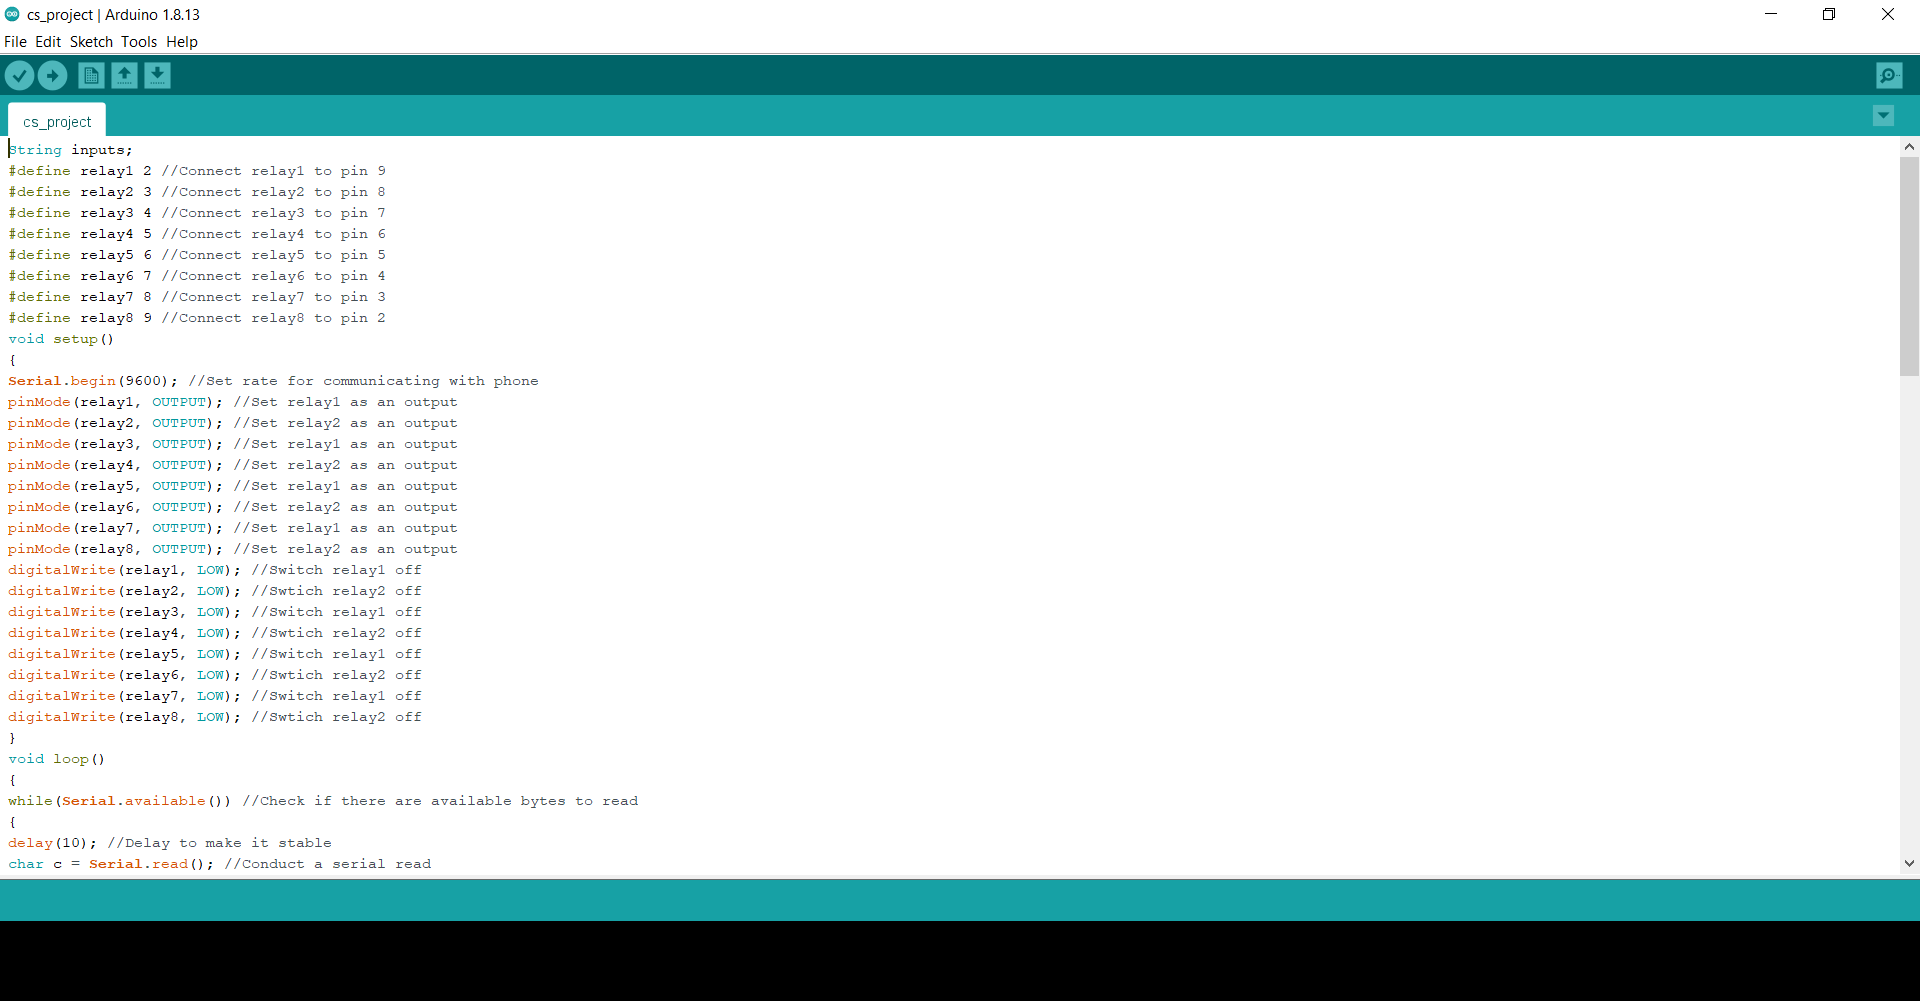 cs_project | Arduino 1.8.13
File Edit Sketch Tools Help
cs_project
String inputs;
#define relay1 2 //Connect relay1 to pin 9
#define relay2 3 //Connect relay2 to pin 8
#define relay3 4 //Connect relay3 to pin 7
#define relay4 5 //Connect relay4 to pin 6
#define relay5 6 //Connect relay5 to pin 5
#define relay6 7 //Connect relay6 to pin 4
#define relay7 8 //Connect relay7 to pin 3
#define relay8 9 //Connect relay8 to pin 2
void setup()
{
Serial.begin(9600); //Set rate for communicating with phone
pinMode(relay1, OUTPUT); //Set relay1 as an output
pinMode(relay2, OUTPUT); //Set relay2 as an output
pinMode(relay3, OUTPUT); //Set relay1 as an output
pinMode(relay4, OUTPUT); //Set relay2 as an output
pinMode(relay5, OUTPUT); //Set relay1 as an output
pinMode(relay6, OUTPUT); //Set relay2 as an output
pinMode(relay7, OUTPUT); //Set relay1 as an output
pinMode(relay8, OUTPUT); //Set relay2 as an output
digitalWrite(relay1, LOW); //Switch relay1 off
digitalWrite(relay2, LOW); //Swtich relay2 off
digitalWrite(relay3, LOW); //Switch relay1 off
digitalWrite(relay4, LOW); //Swtich relay2 off
digitalWrite(relay5, LOW); //Switch relay1 off
digitalWrite(relay6, LOW); //Swtich relay2 off
digitalWrite(relay7, LOW); //Switch relay1 off
digitalWrite(relay8, LOW); //Swtich relay2 off
}
void loop()
{
while(Serial.available()) //Check if there are available bytes to read
{
delay(10); //Delay to make it stable
char c = Serial.read(); //Conduct a serial read